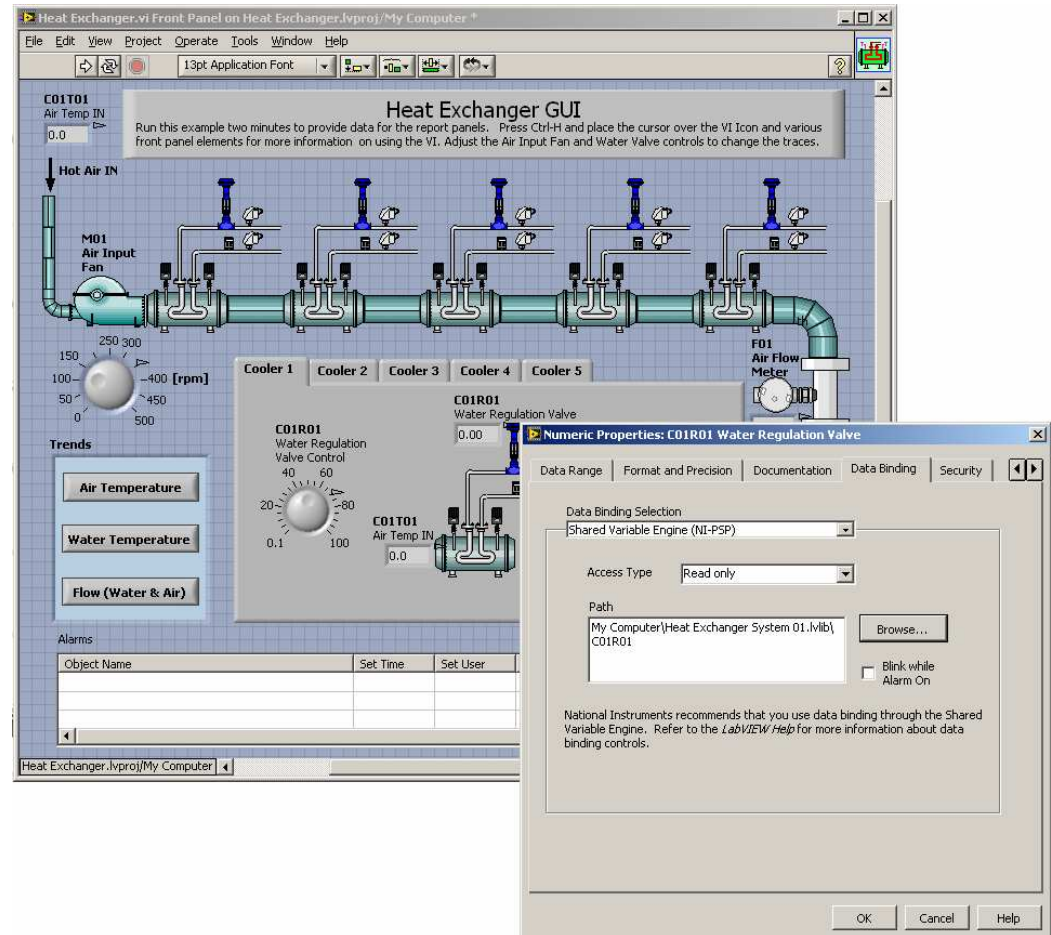 Heat Exchanger.vi Front Panel on Heat Exchanger.lvproj/My Computer *
File Edit View Project Operate Tools Window Help
13pt Application Font
?
C01T01
Air Temp IN
0.0
Heat Exchanger GUI
Run this example two minutes to provide data for the report panels. Press Ctrl-H and place the cursor over the VI Icon and various
front panel elements for more information on using the VI. Adjust the Air Input Fan and Water Valve controls to change the traces.
Hot Air IN
M01
Air Input
Fan
250 300
150
100
400 [rpm]
50
450
0
500
F01
Air Flow
Meter
Cooler 1 Cooler 2 Cooler 3 Cooler 4 Cooler 5
C01R01
Water Regulation Valve
0.00
C01R01
Water Regulation
Valve Control
40 60
20 80
0.1 100
C01T01
Air Temp IN
0.0
Trends
Air Temperature
Water Temperature
Flow (Water & Air)
Alarms
Object Name Set Time Set User
Heat Exchanger.lvproj/My Computer
Numeric Properties: C01R01 Water Regulation Valve
Data Range Format and Precision Documentation Data Binding Security
Data Binding Selection
Shared Variable Engine (NI-PSP)
Access Type Read only
Path
My Computer\Heat Exchanger System 01.lvlib\
C01R01
Browse...
Blink while
Alarm On
National Instruments recommends that you use data binding through the Shared
Variable Engine. Refer to the LabVIEW Help for more information about data
binding controls.
OK Cancel Help